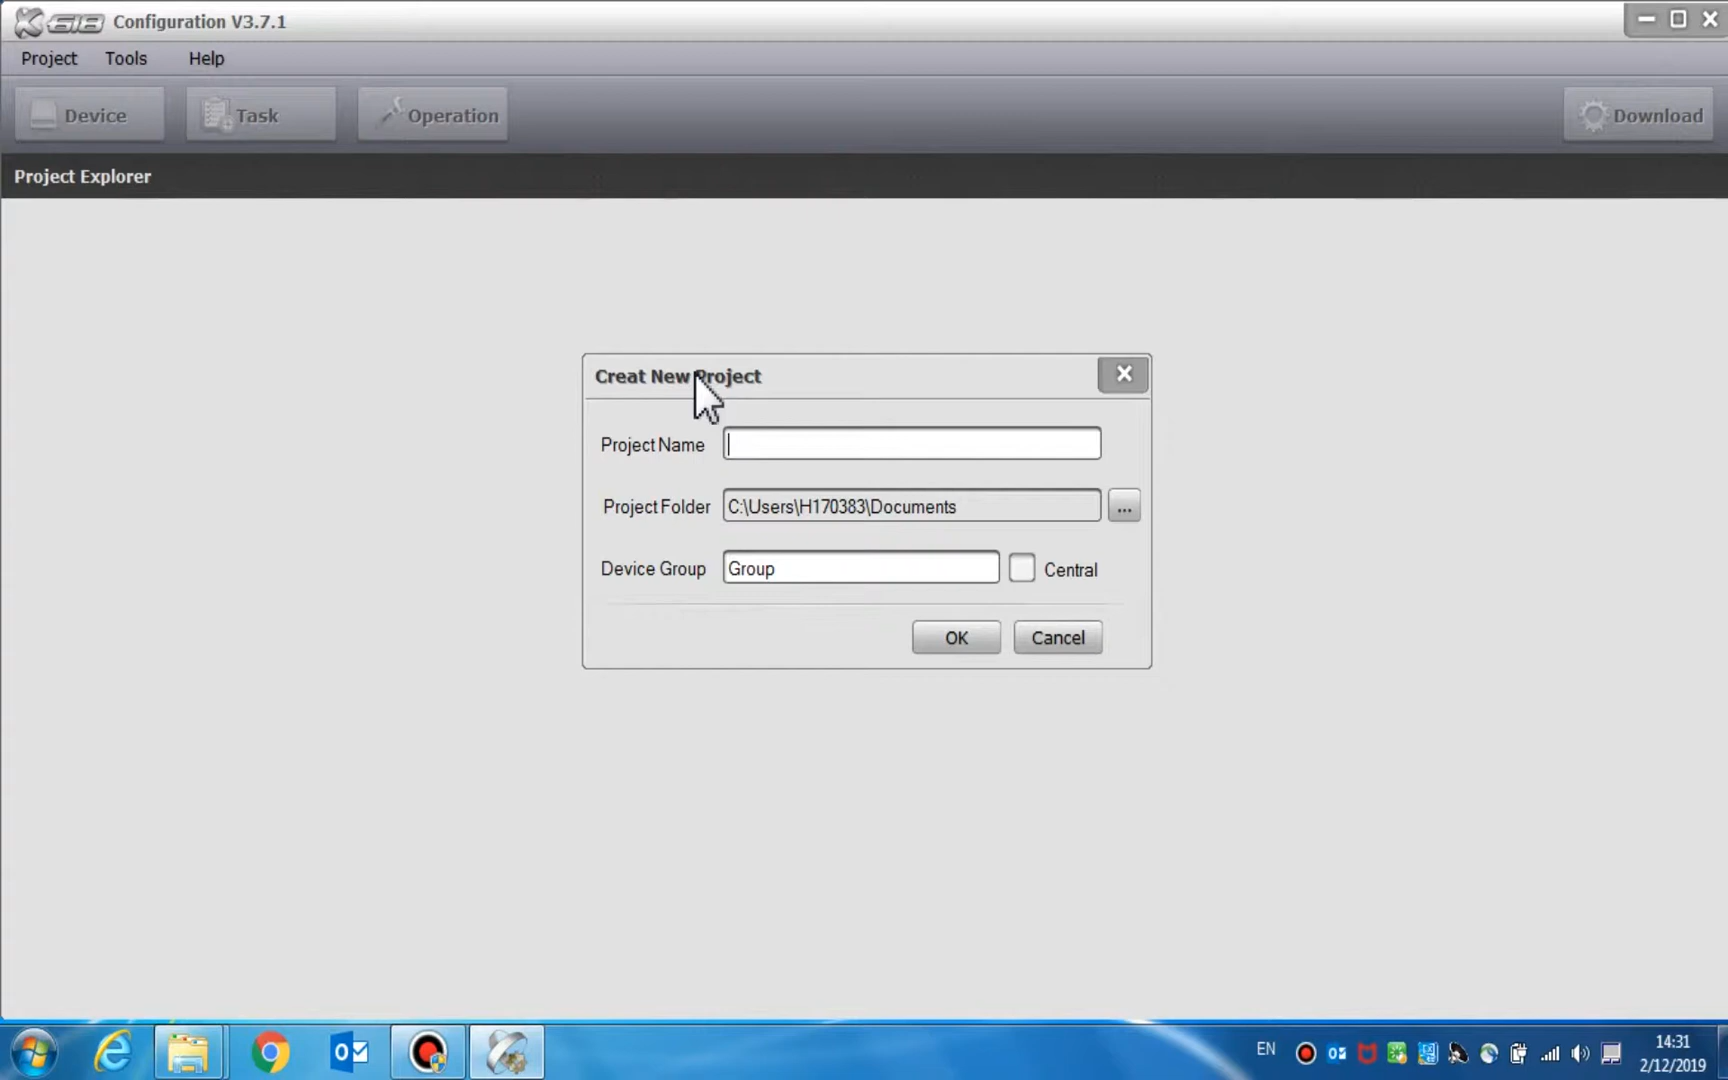 X-618 Configuration V3.7.1
Project Tools Help
Device Task Operation Download
Project Explorer
Creat New Project
Project Name
Project Folder C:\Users\H170383\Documents ...
Device Group Group Central
OK Cancel
EN 14:31
2/12/2019